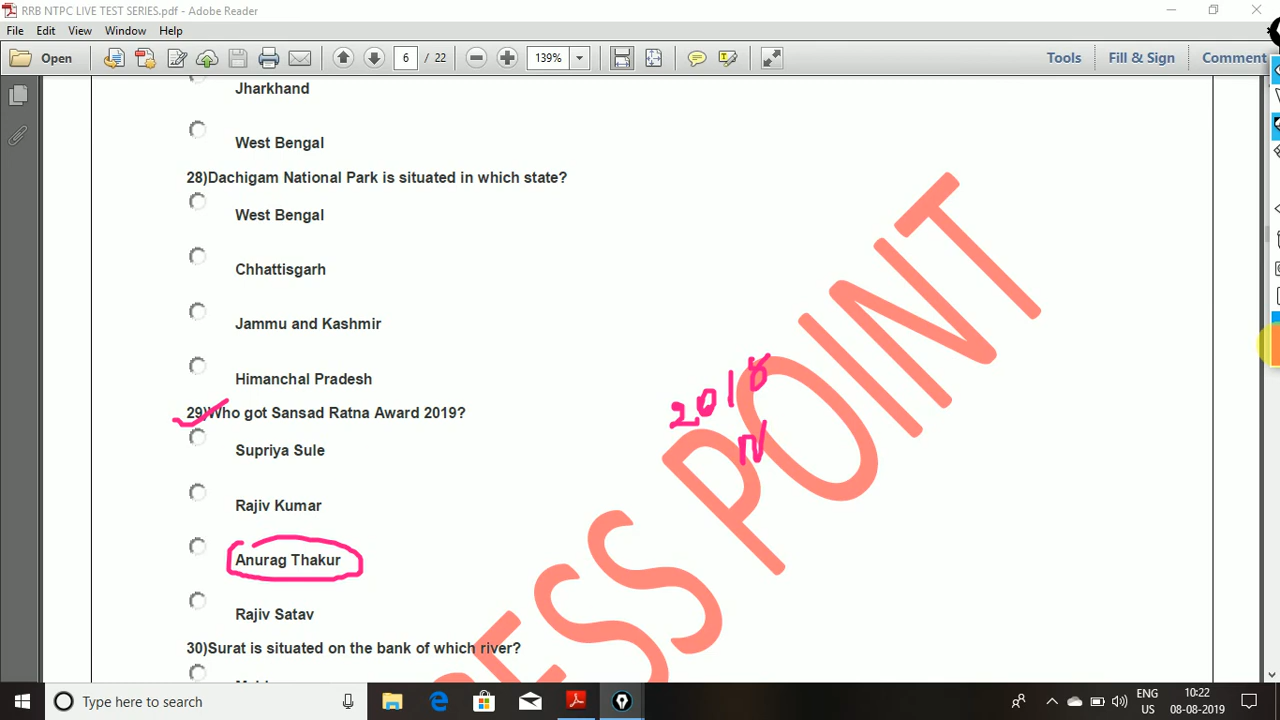 RRB NTPC LIVE TEST SERIES.pdf - Adobe Reader
File Edit View Window Help
Open 6 / 22 139% Tools Fill & Sign Comment
Jharkhand
West Bengal
28)Dachigam National Park is situated in which state?
West Bengal
Chhattisgarh
Jammu and Kashmir
Himanchal Pradesh
29)Who got Sansad Ratna Award 2019?
Supriya Sule
Rajiv Kumar
Anurag Thakur
Rajiv Satav
30)Surat is situated on the bank of which river?
2018
ESS POINT
Type here to search
ENG
US
10:22
08-08-2019